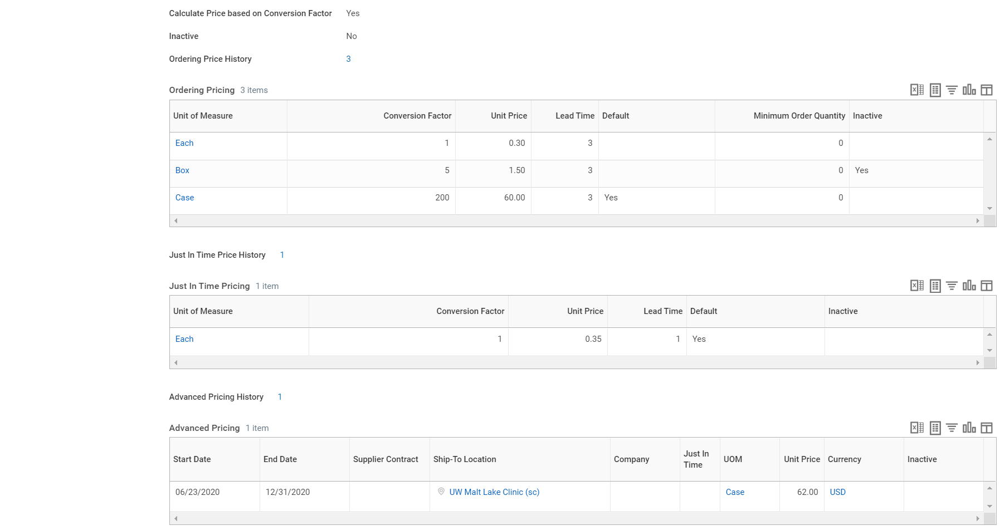 Calculate Price based on Conversion Factor Yes
Inactive No
Ordering Price History 3
Ordering Pricing 3 items
Unit of Measure Conversion Factor Unit Price Lead Time Default Minimum Order Quantity Inactive
Each 1 0.30 3 0
Box 5 1.50 3 0 Yes
Case 200 60.00 3 Yes 0
Just In Time Price History 1
Just In Time Pricing 1 item
Unit of Measure Conversion Factor Unit Price Lead Time Default Inactive
Each 1 0.35 1 Yes
Advanced Pricing History 1
Advanced Pricing 1 item
Start Date End Date Supplier Contract Ship-To Location Company Just In Time UOM Unit Price Currency Inactive
06/23/2020 12/31/2020 UW Malt Lake Clinic (sc) Case 62.00 USD